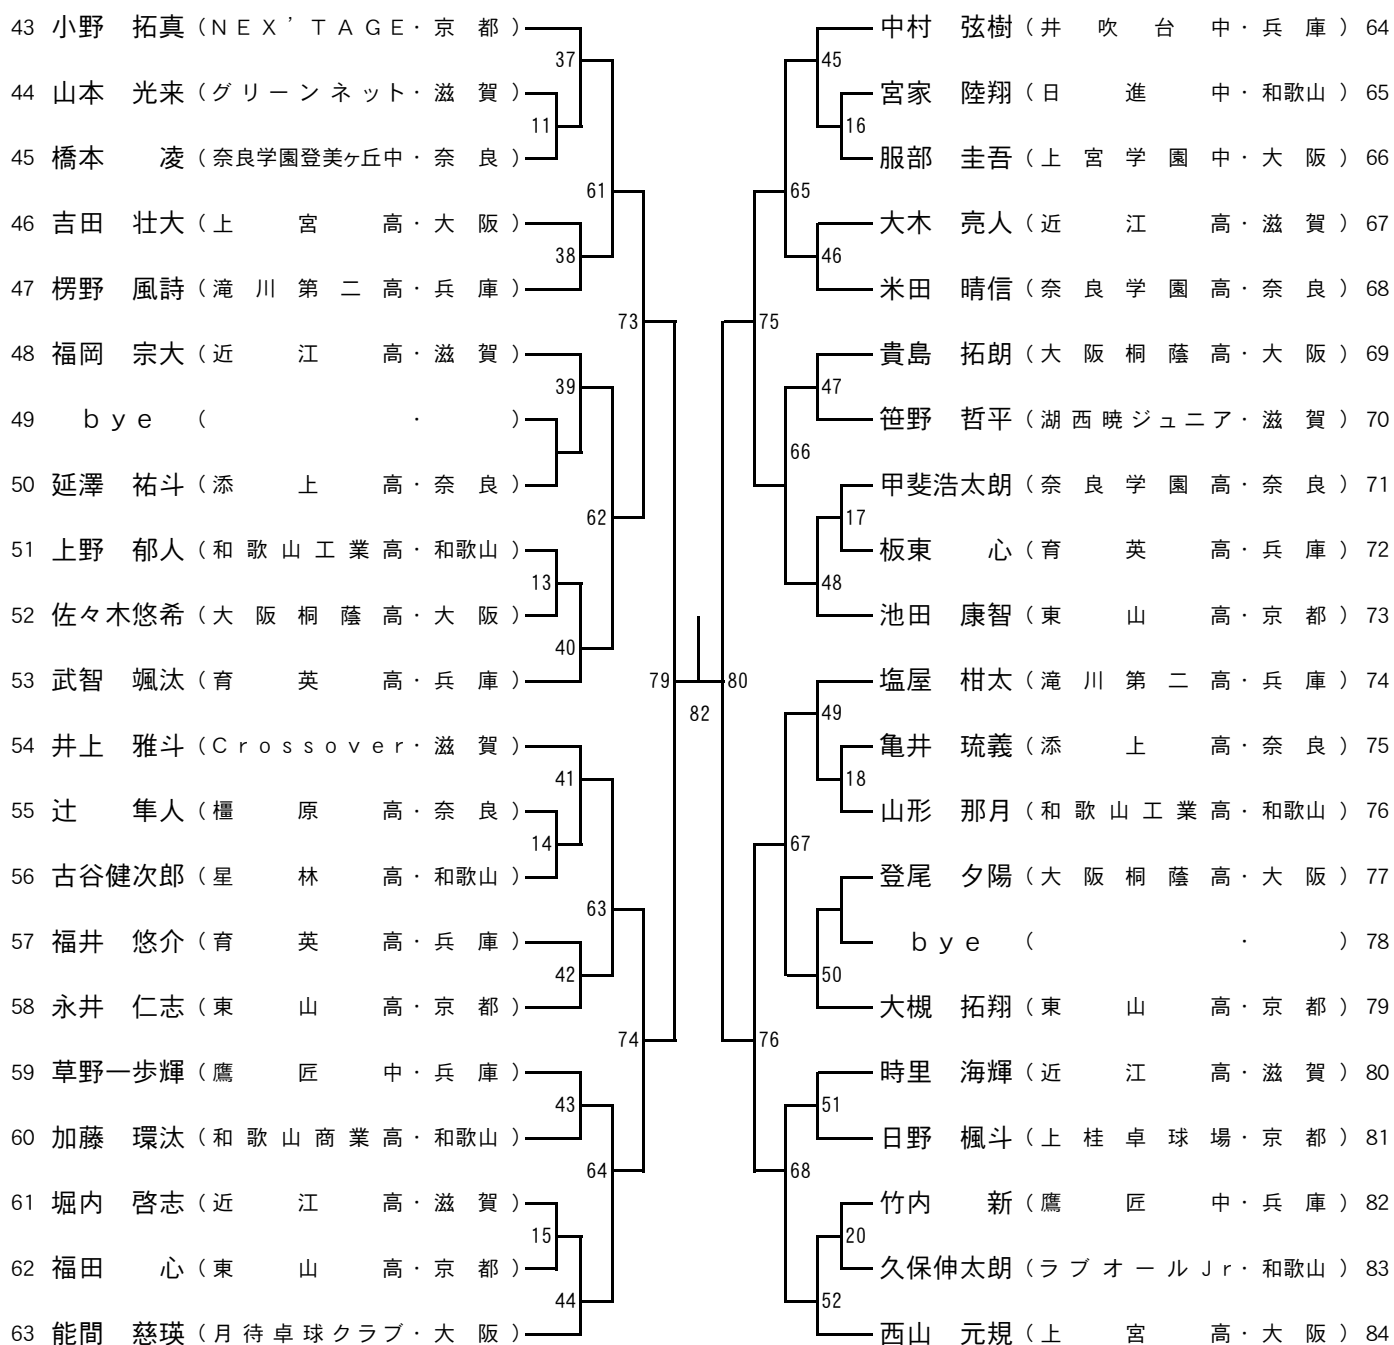 43 小野 拓真 (ＮＥＸ’ＴＡＧＥ・京 都)
37
44 山本 光来 (グリーンネット・滋 賀)
11
45 橋本 凌 (奈良学園登美ヶ丘中・奈 良)
61
46 吉田 壮大 (上 宮 高・大 阪)
38
47 楞野 風詩 (滝 川 第 二 高・兵 庫)
73
48 福岡 宗大 (近 江 高・滋 賀)
39
49 ｂｙｅ ( ・ )
50 延澤 祐斗 (添 上 高・奈 良)
62
51 上野 郁人 (和 歌 山 工 業 高・和歌山)
13
52 佐々木悠希 (大 阪 桐 蔭 高・大 阪)
40
53 武智 颯汰 (育 英 高・兵 庫)
79
82
54 井上 雅斗 (Ｃｒｏｓｓｏｖｅｒ・滋 賀)
41
55 辻 隼人 (橿 原 高・奈 良)
14
56 古谷健次郎 (星 林 高・和歌山)
63
57 福井 悠介 (育 英 高・兵 庫)
42
58 永井 仁志 (東 山 高・京 都)
74
59 草野一歩輝 (鷹 匠 中・兵 庫)
43
60 加藤 環汰 (和 歌 山 商 業 高・和歌山)
64
61 堀内 啓志 (近 江 高・滋 賀)
15
62 福田 心 (東 山 高・京 都)
44
63 能間 慈瑛 (月 待 卓 球 ク ラ ブ・大 阪)
中村 弦樹 (井 吹 台 中・兵 庫) 64
45
宮家 陸翔 (日 進 中・和歌山) 65
16
服部 圭吾 (上 宮 学 園 中・大 阪) 66
65
大木 亮人 (近 江 高・滋 賀) 67
46
米田 晴信 (奈 良 学 園 高・奈 良) 68
75
貴島 拓朗 (大 阪 桐 蔭 高・大 阪) 69
47
笹野 哲平 (湖西暁ジュニア・滋 賀) 70
66
甲斐浩太朗 (奈 良 学 園 高・奈 良) 71
17
板東 心 (育 英 高・兵 庫) 72
48
池田 康智 (東 山 高・京 都) 73
80
塩屋 柑太 (滝 川 第 二 高・兵 庫) 74
49
亀井 琉義 (添 上 高・奈 良) 75
18
山形 那月 (和 歌 山 工 業 高・和歌山) 76
67
登尾 夕陽 (大 阪 桐 蔭 高・大 阪) 77
ｂｙｅ ( ・ ) 78
50
大槻 拓翔 (東 山 高・京 都) 79
76
時里 海輝 (近 江 高・滋 賀) 80
51
日野 楓斗 (上 桂 卓 球 場・京 都) 81
68
竹内 新 (鷹 匠 中・兵 庫) 82
20
久保伸太朗 (ラブオールＪｒ・和歌山) 83
52
西山 元規 (上 宮 高・大 阪) 84